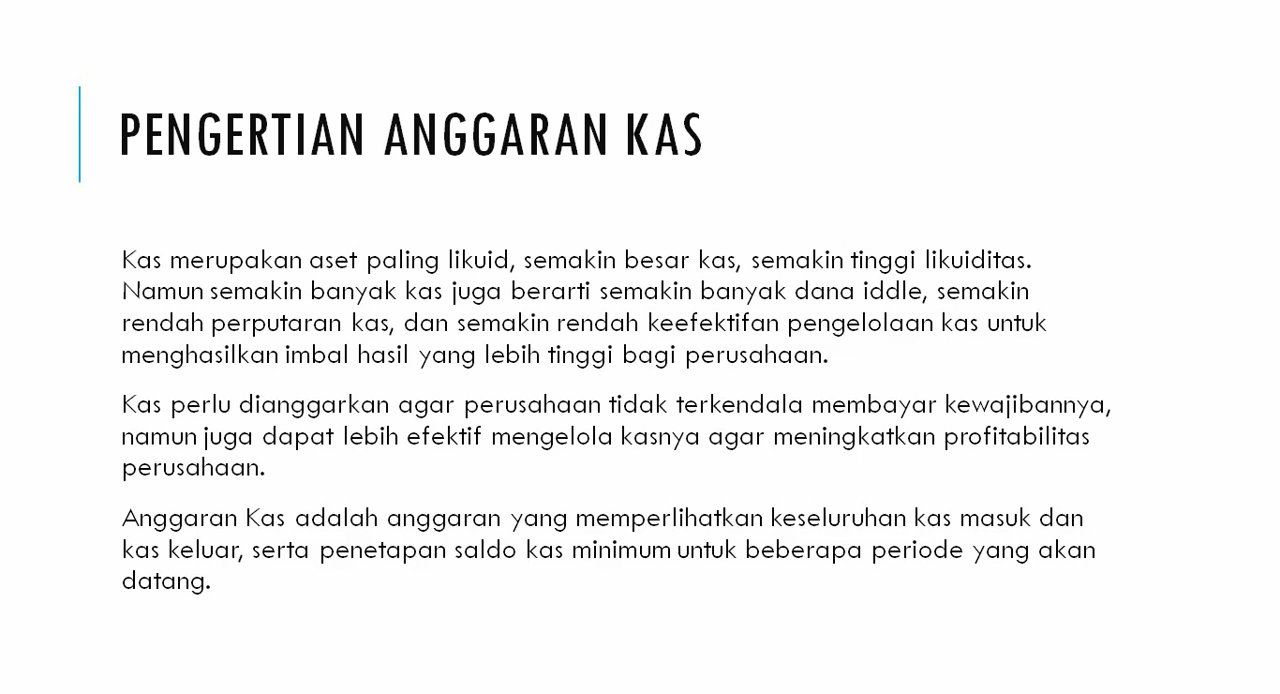 PENGERTIAN ANGGARAN KAS
Kas merupakan aset paling likuid, semakin besar kas, semakin tinggi likuiditas.
Namun semakin banyak kas juga berarti semakin banyak dana iddle, semakin
rendah perputaran kas, dan semakin rendah keefektifan pengelolaan kas untuk
menghasilkan imbal hasil yang lebih tinggi bagi perusahaan.
Kas perlu dianggarkan agar perusahaan tidak terkendala membayar kewajibannya,
namun juga dapat lebih efektif mengelola kasnya agar meningkatkan profitabilitas
perusahaan.
Anggaran Kas adalah anggaran yang memperlihatkan keseluruhan kas masuk dan
kas keluar, serta penetapan saldo kas minimum untuk beberapa periode yang akan
datang.